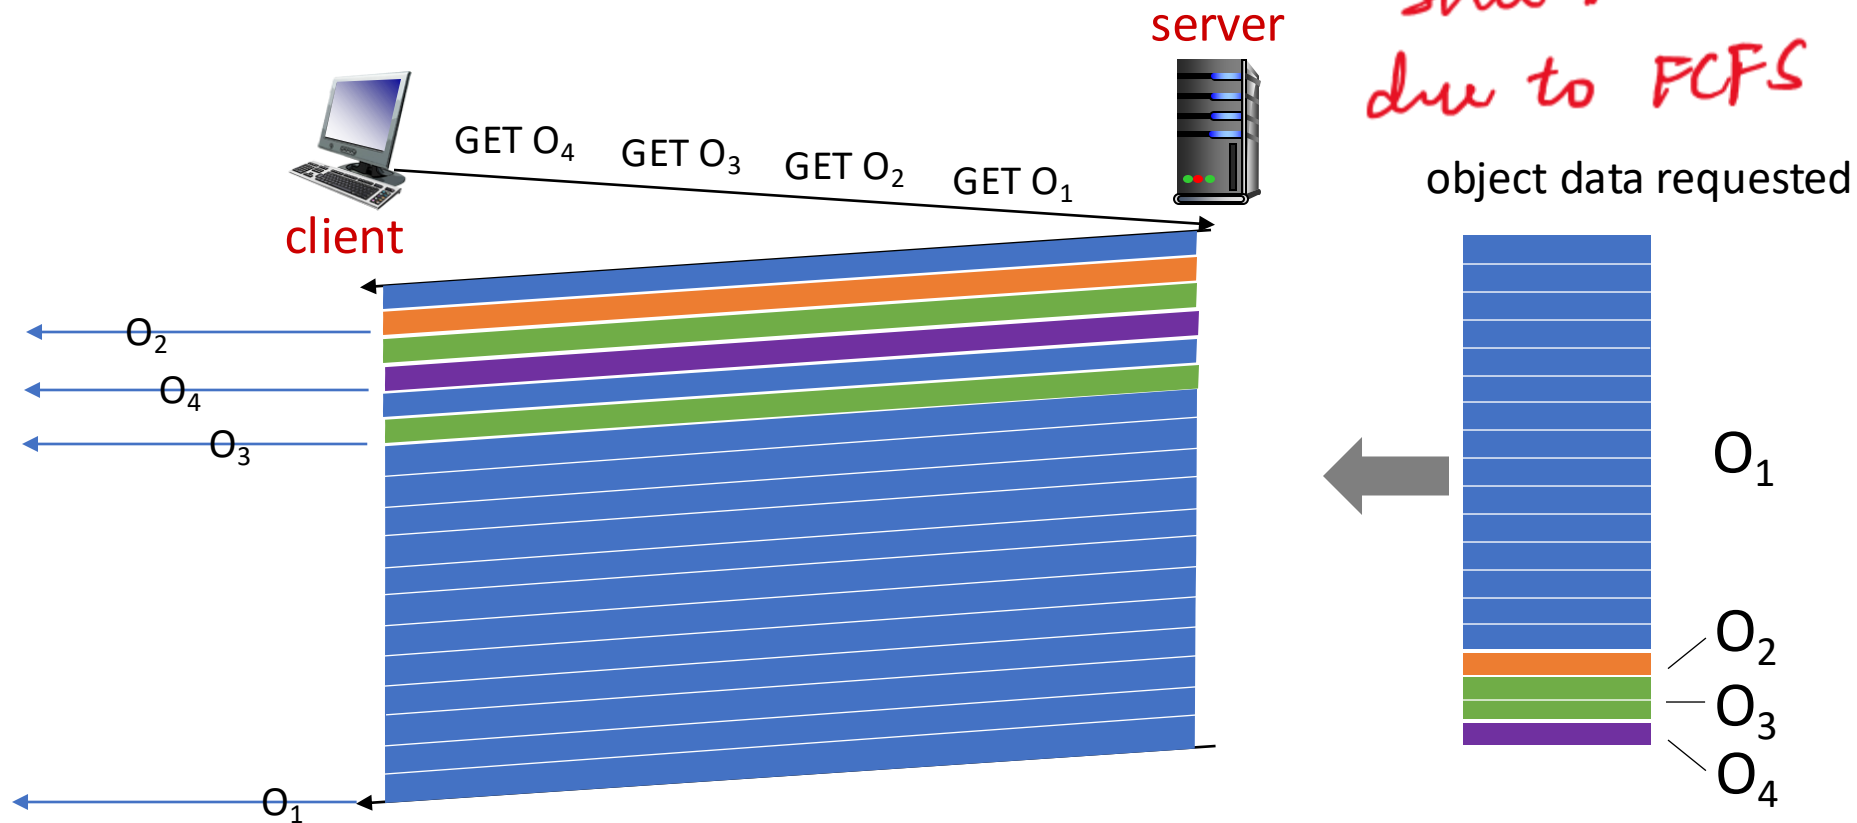 server
due to FCFS
GET O₄
GET O₃
GET O₂
GET O₁
object data requested
client
O₂
O₄
O₃
O₁
O₁
O₂
O₃
O₄